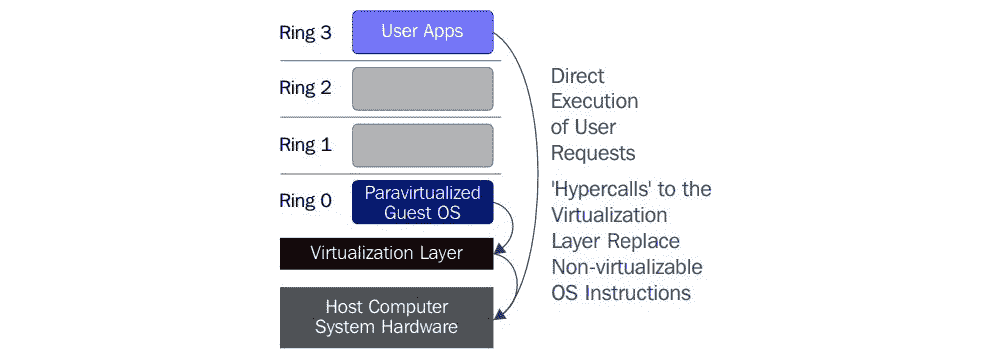 Ring 3
User Apps
Ring 2
Ring 1
Ring 0
Paravirtualized
Guest OS
Virtualization Layer
Host Computer
System Hardware
Direct
Execution
of User
Requests
'Hypercalls' to the
Virtualization
Layer Replace
Non-virtualizable
OS Instructions